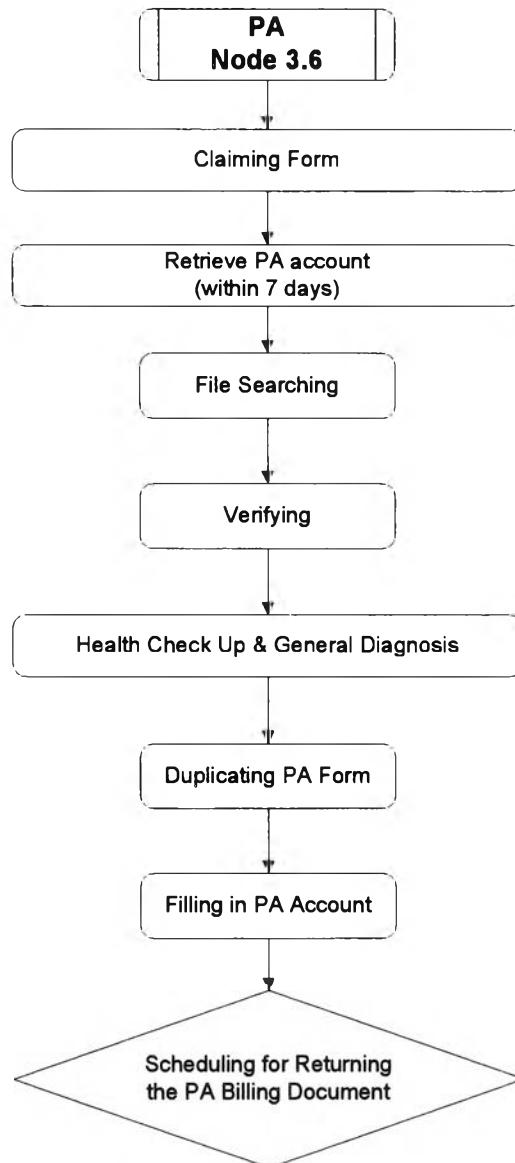 PA
Node 3.6
Claiming Form
Retrieve PA account
(within 7 days)
File Searching
Verifying
Health Check Up & General Diagnosis
Duplicating PA Form
Filling in PA Account
Scheduling for Returning
the PA Billing Document